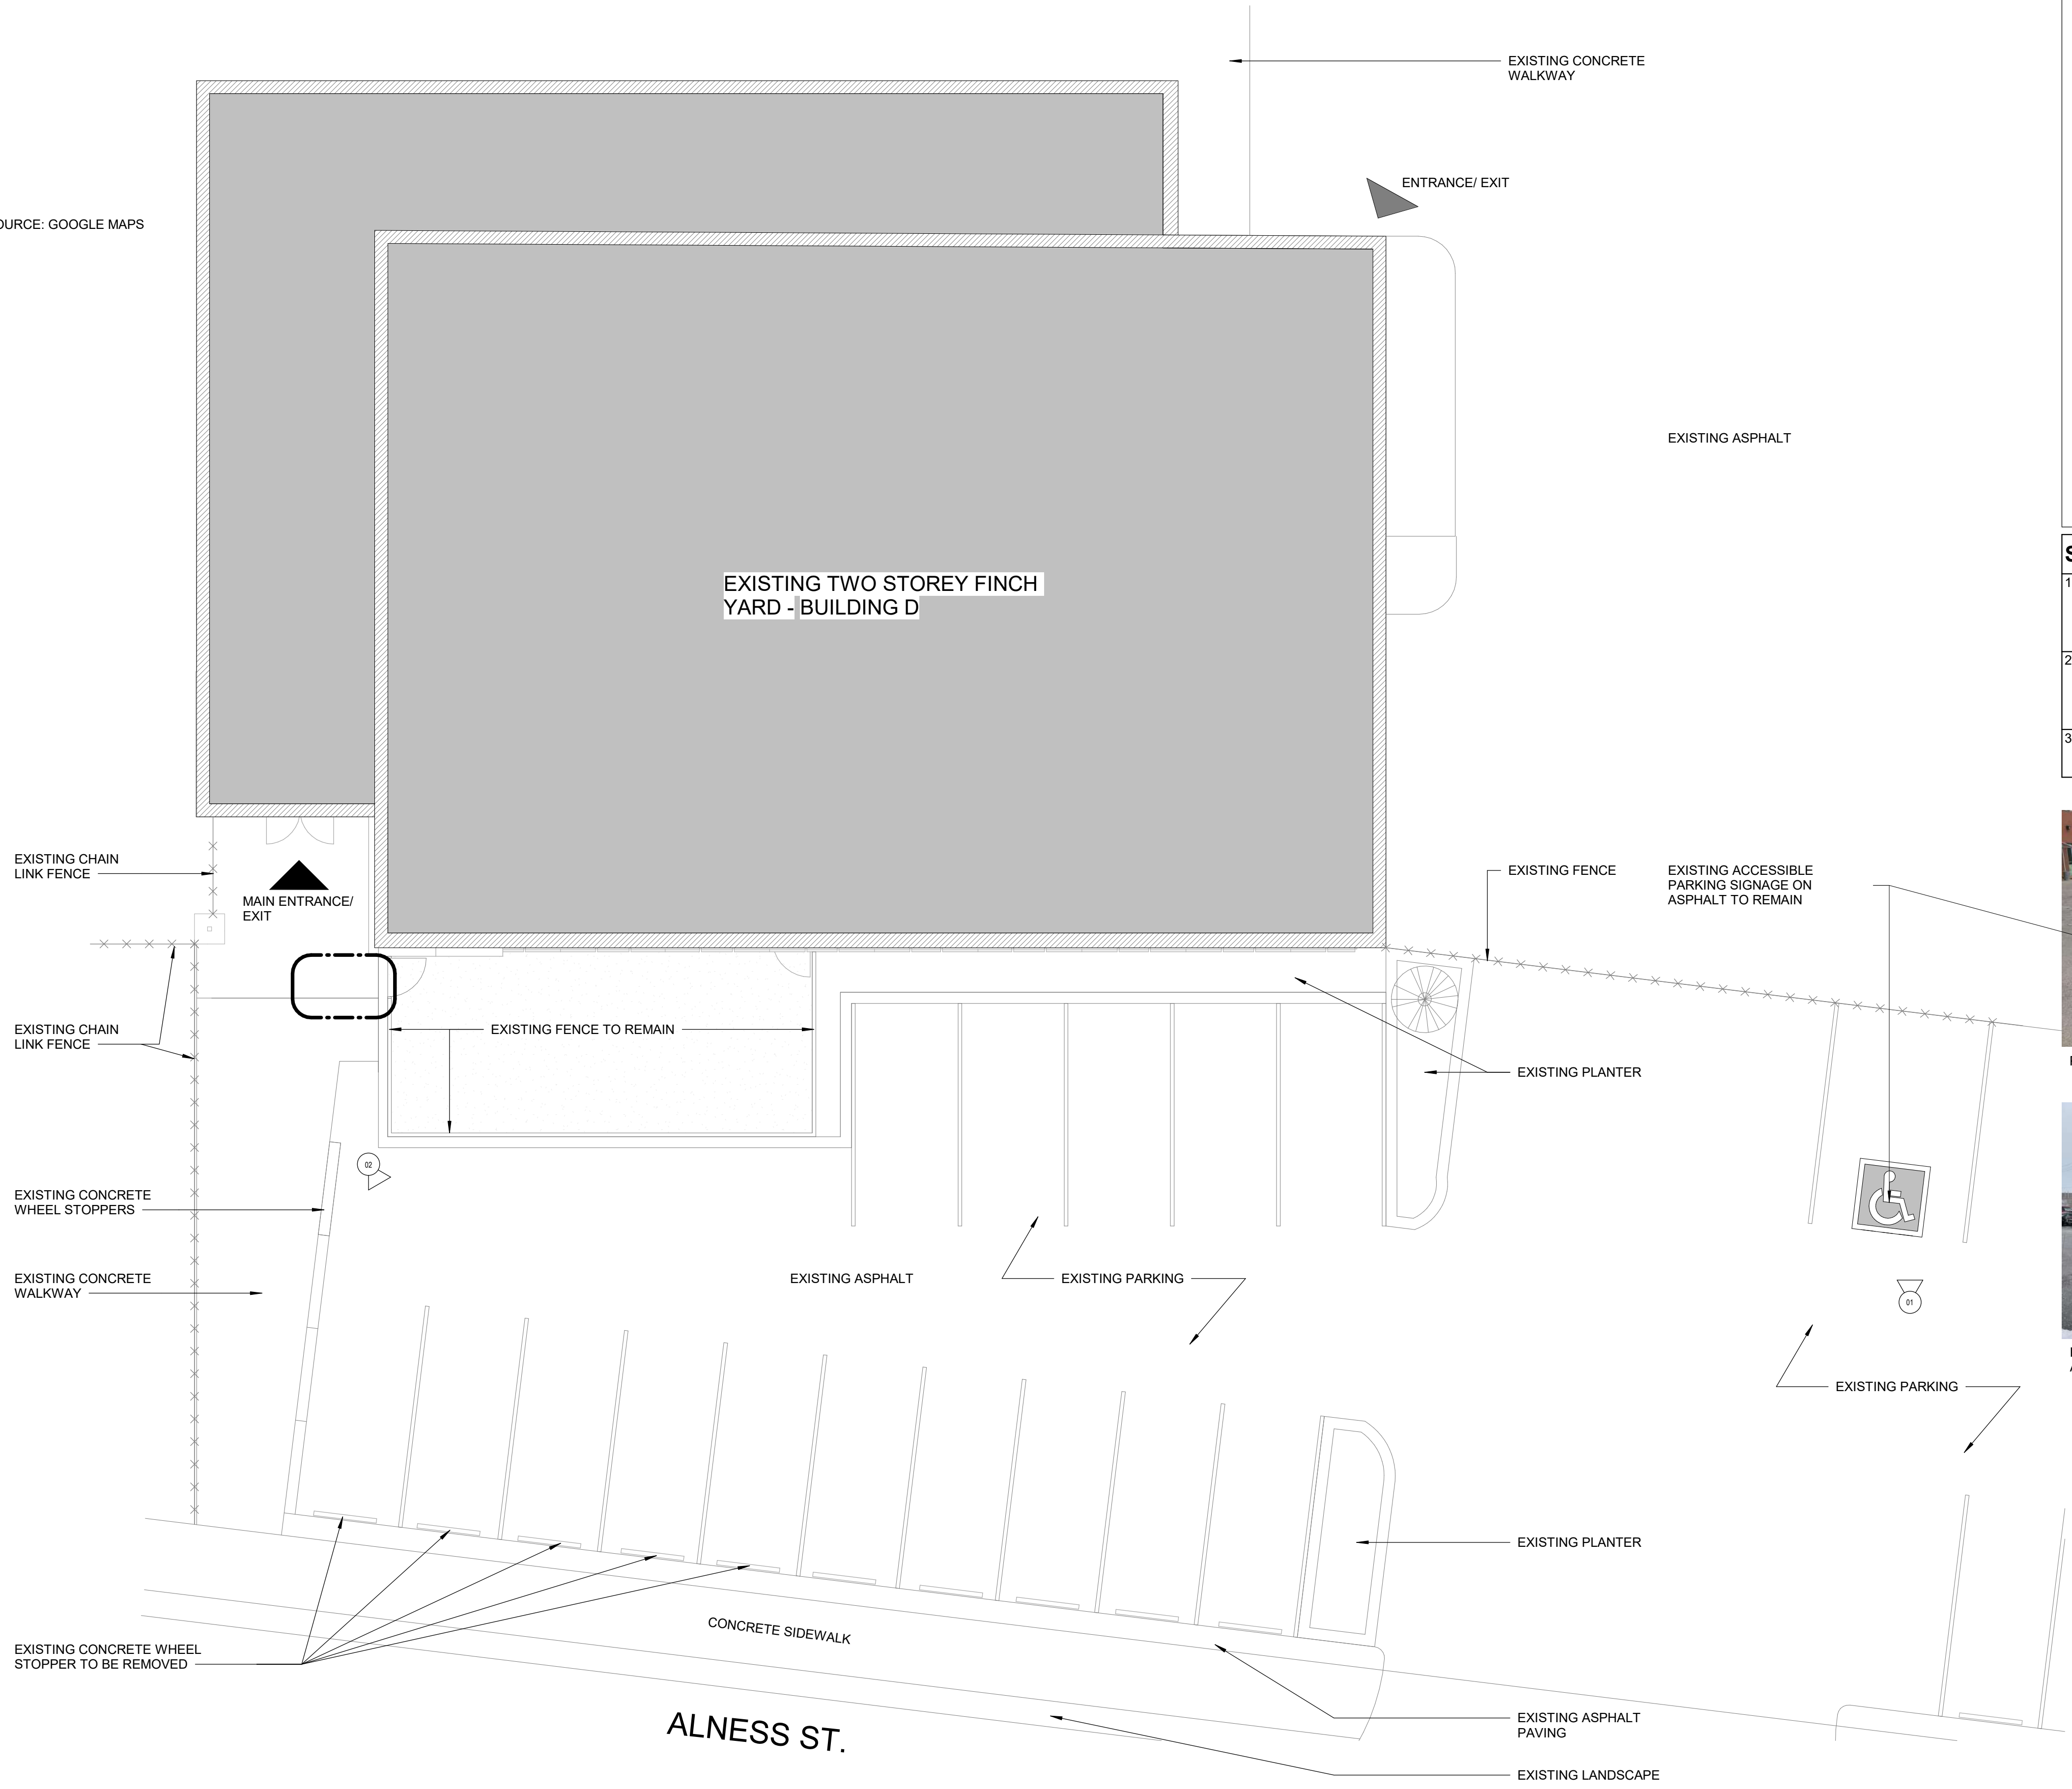 EXISTING CONCRETE
WALKWAY
ENTRANCE/ EXIT
OURCE: GOOGLE MAPS
EXISTING ASPHALT
EXISTING TWO STOREY FINCH
YARD - BUILDING D
1
2
3
EXISTING CHAIN
LINK FENCE
MAIN ENTRANCE/
EXIT
EXISTING FENCE
EXISTING ACCESSIBLE
PARKING SIGNAGE ON
ASPHALT TO REMAIN
EXISTING CHAIN
LINK FENCE
EXISTING FENCE TO REMAIN
EXISTING PLANTER
02
EXISTING CONCRETE
WHEEL STOPPERS
EXISTING CONCRETE
WALKWAY
EXISTING ASPHALT
EXISTING PARKING
01
EXISTING PARKING
EXISTING PLANTER
CONCRETE SIDEWALK
EXISTING CONCRETE WHEEL
STOPPER TO BE REMOVED
ALNESS ST.
EXISTING ASPHALT
PAVING
EXISTING LANDSCAPE